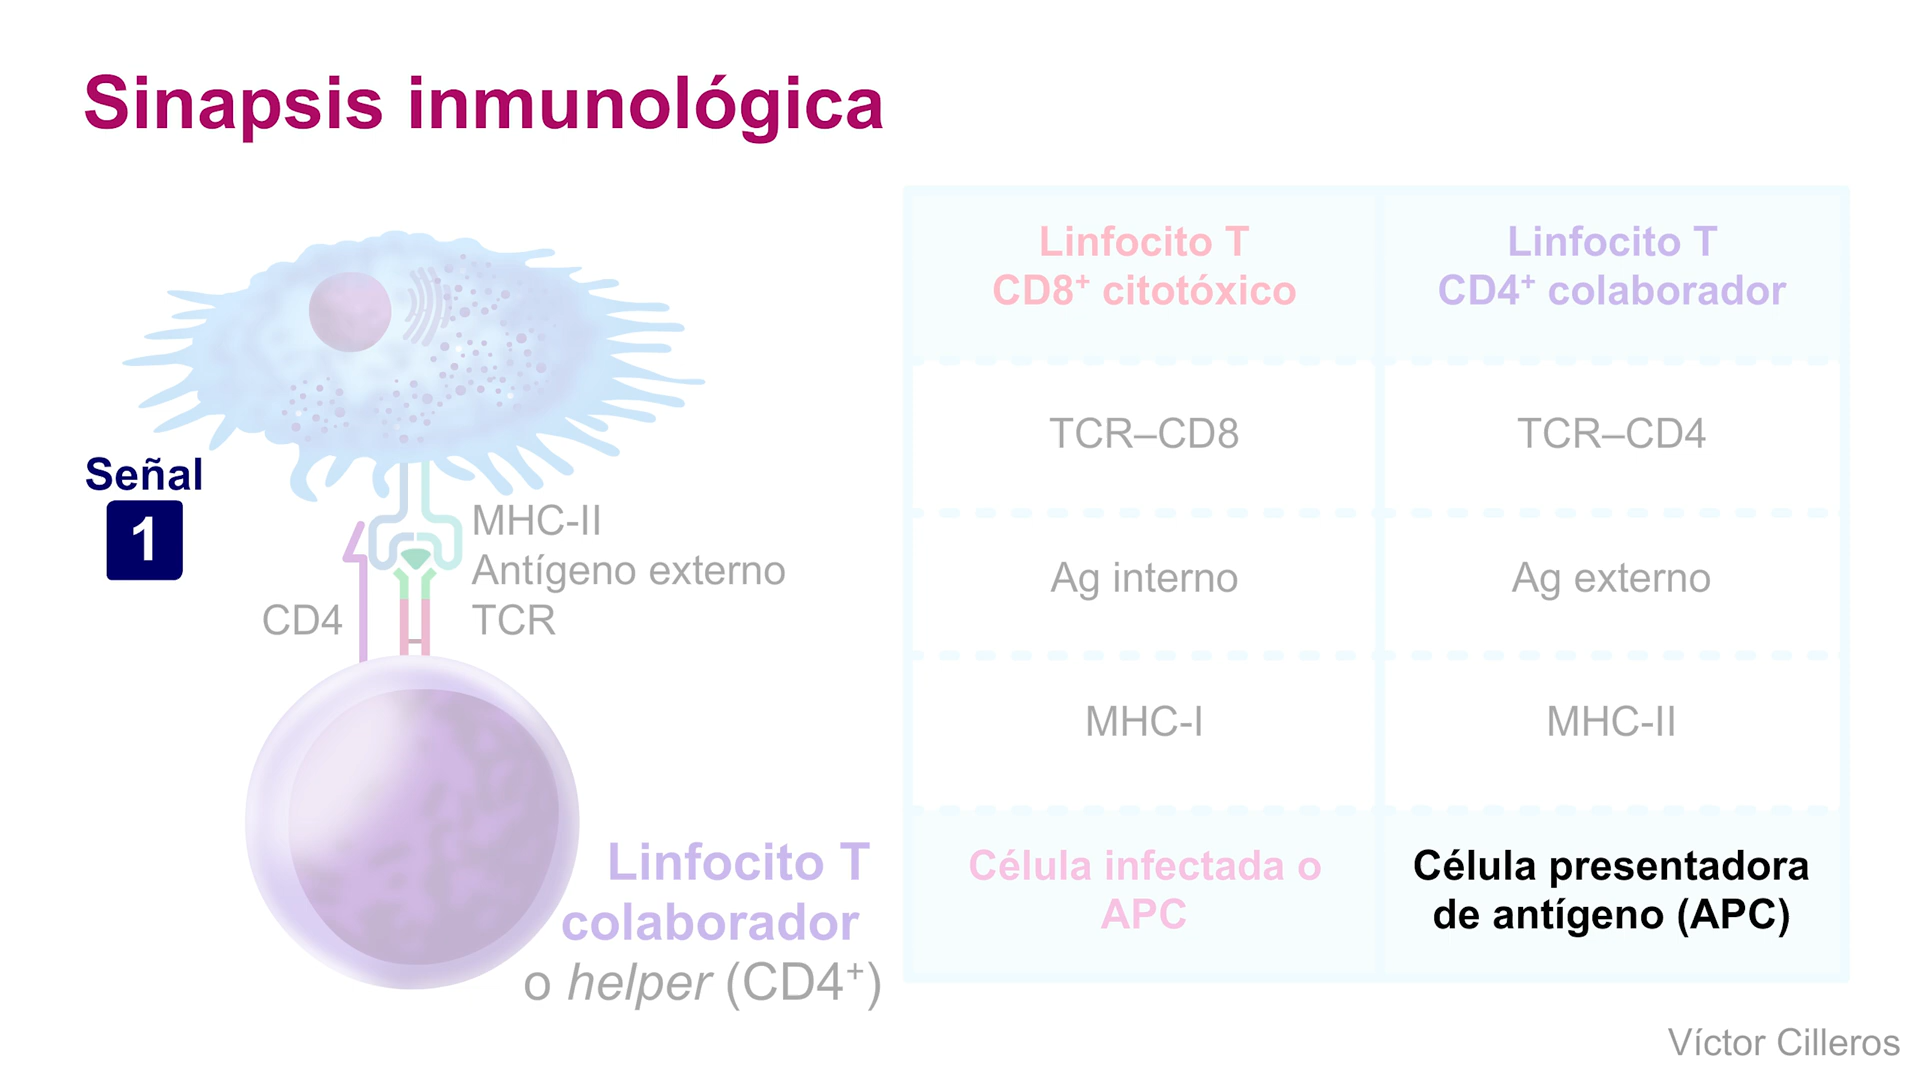 Sinapsis inmunológica
Señal
1
MHC-II
Antígeno externo
CD4
TCR
Linfocito T
colaborador
o helper (CD4⁺)
Linfocito T
CD8⁺ citotóxico
Linfocito T
CD4⁺ colaborador
TCR–CD8
TCR–CD4
Ag interno
Ag externo
MHC-I
MHC-II
Célula infectada o
APC
Célula presentadora
de antígeno (APC)
Víctor Cilleros